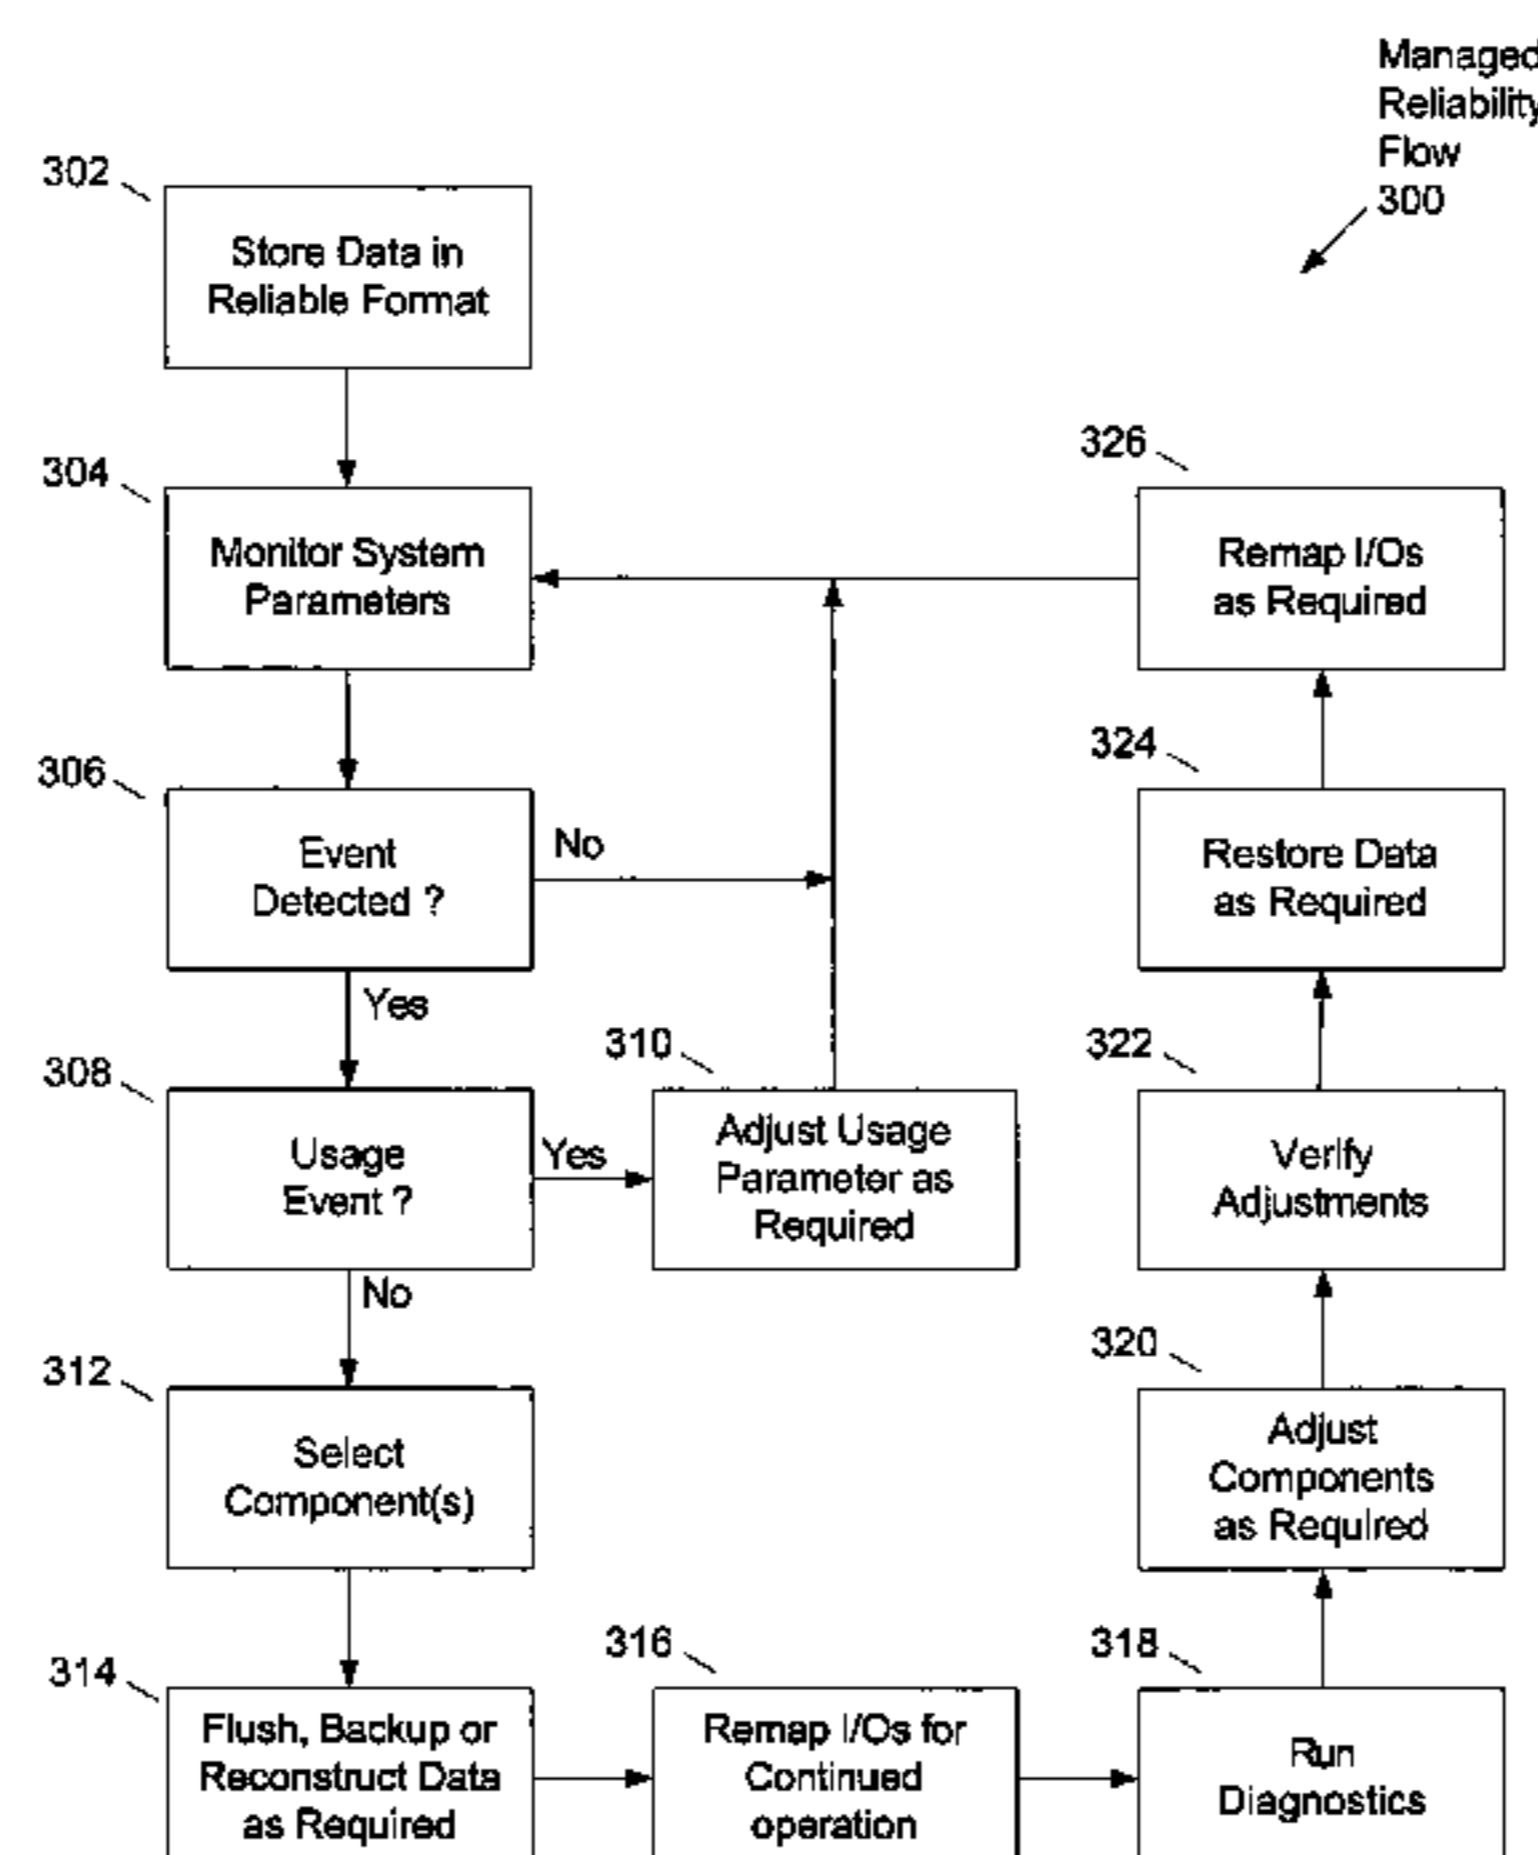 Managed
Reliability
Flow
300
302
Store Data in
Reliable Format
304
Monitor System
Parameters
326
Remap I/Os
as Required
306
Event
Detected ?
No
Yes
324
Restore Data
as Required
308
Usage
Event ?
Yes
No
310
Adjust Usage
Parameter as
Required
322
Verify
Adjustments
312
Select
Component(s)
320
Adjust
Components
as Required
314
Flush, Backup or
Reconstruct Data
as Required
316
Remap I/Os for
Continued
operation
318
Run
Diagnostics